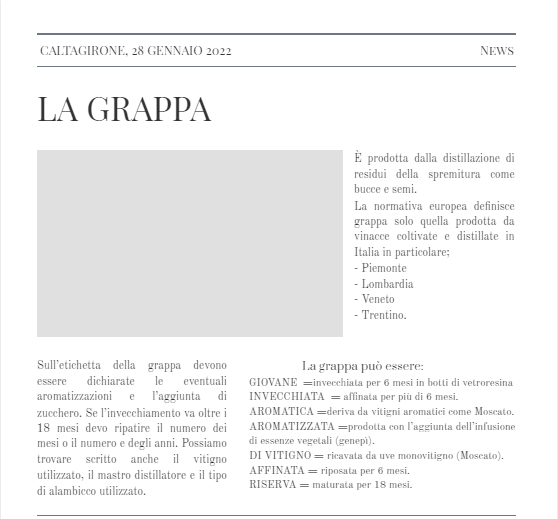 CALTAGIRONE, 28 GENNAIO 2022
NEWS
LA GRAPPA
È prodotta dalla distillazione di
residui della spremitura come
bucce e semi.
La normativa europea definisce
grappa solo quella prodotta da
vinacce coltivate e distillate in
Italia in particolare;
- Piemonte
- Lombardia
- Veneto
- Trentino.
Sull'etichetta della grappa devono
essere dichiarate le eventuali
aromatizzazioni e l'aggiunta di
zucchero. Se l'invecchiamento va oltre i
18 mesi devo ripatire il numero dei
mesi o il numero e degli anni. Possiamo
trovare scritto anche il vitigno
utilizzato, il mastro distillatore e il tipo
di alambicco utilizzato.
La grappa può essere:
GIOVANE =invecchiata per 6 mesi in botti di vetroresina
INVECCHIATA = affinata per più di 6 mesi.
AROMATICA =deriva da vitigni aromatici come Moscato.
AROMATIZZATA =prodotta con l'aggiunta dell'infusione
di essenze vegetali (genepì).
DI VITIGNO = ricavata da uve monovitigno (Moscato).
AFFINATA = riposata per 6 mesi.
RISERVA = maturata per 18 mesi.